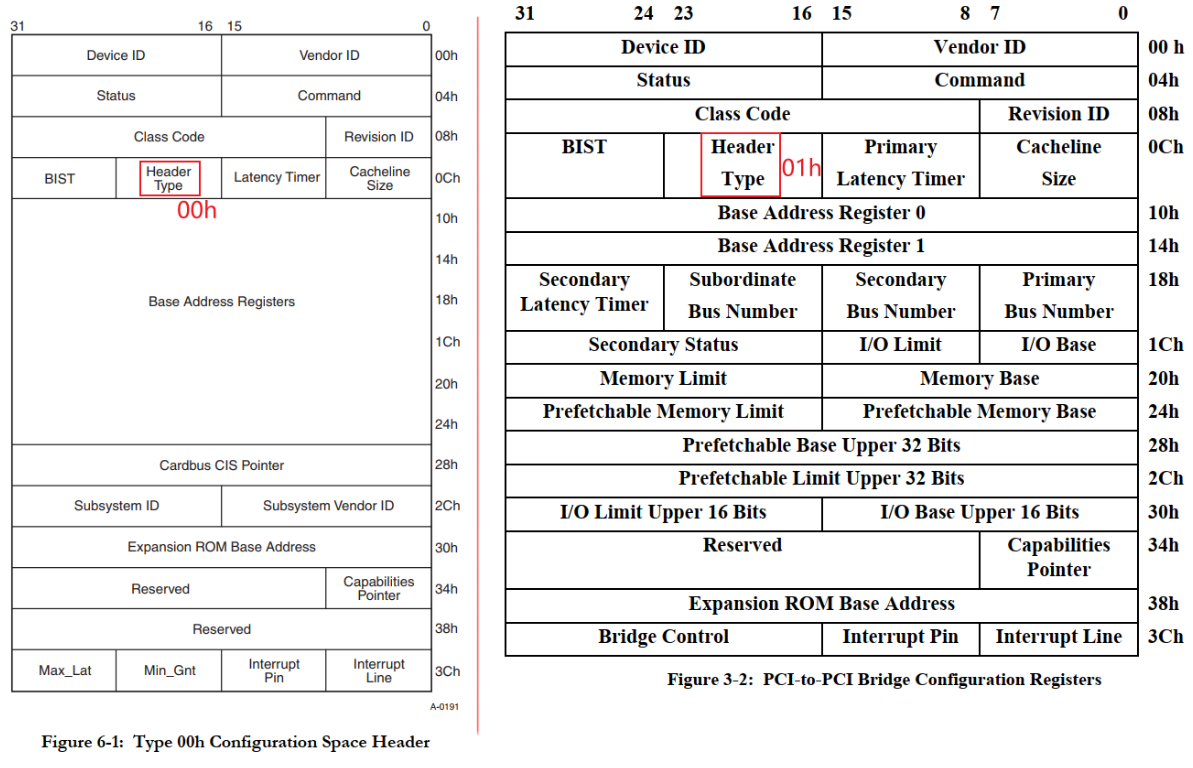 31 16 15 0
Device ID Vendor ID 00h
Status Command 04h
Class Code Revision ID 08h
BIST Header Type Latency Timer Cacheline Size 0Ch
00h
10h
14h
Base Address Registers 18h
1Ch
20h
24h
Cardbus CIS Pointer 28h
Subsystem ID Subsystem Vendor ID 2Ch
Expansion ROM Base Address 30h
Reserved Capabilities Pointer 34h
Reserved 38h
Max_Lat Min_Gnt Interrupt Pin Interrupt Line 3Ch
A-0191
Figure 6-1: Type 00h Configuration Space Header
31 24 23 16 15 8 7 0
Device ID Vendor ID 00 h
Status Command 04h
Class Code Revision ID 08h
BIST Header Primary Cacheline 0Ch
01h
Type Latency Timer Size
Base Address Register 0 10h
Base Address Register 1 14h
Secondary Subordinate Secondary Primary 18h
Latency Timer Bus Number Bus Number Bus Number
Secondary Status I/O Limit I/O Base 1Ch
Memory Limit Memory Base 20h
Prefetchable Memory Limit Prefetchable Memory Base 24h
Prefetchable Base Upper 32 Bits 28h
Prefetchable Limit Upper 32 Bits 2Ch
I/O Limit Upper 16 Bits I/O Base Upper 16 Bits 30h
Reserved Capabilities 34h
Pointer
Expansion ROM Base Address 38h
Bridge Control Interrupt Pin Interrupt Line 3Ch
Figure 3-2: PCI-to-PCI Bridge Configuration Registers